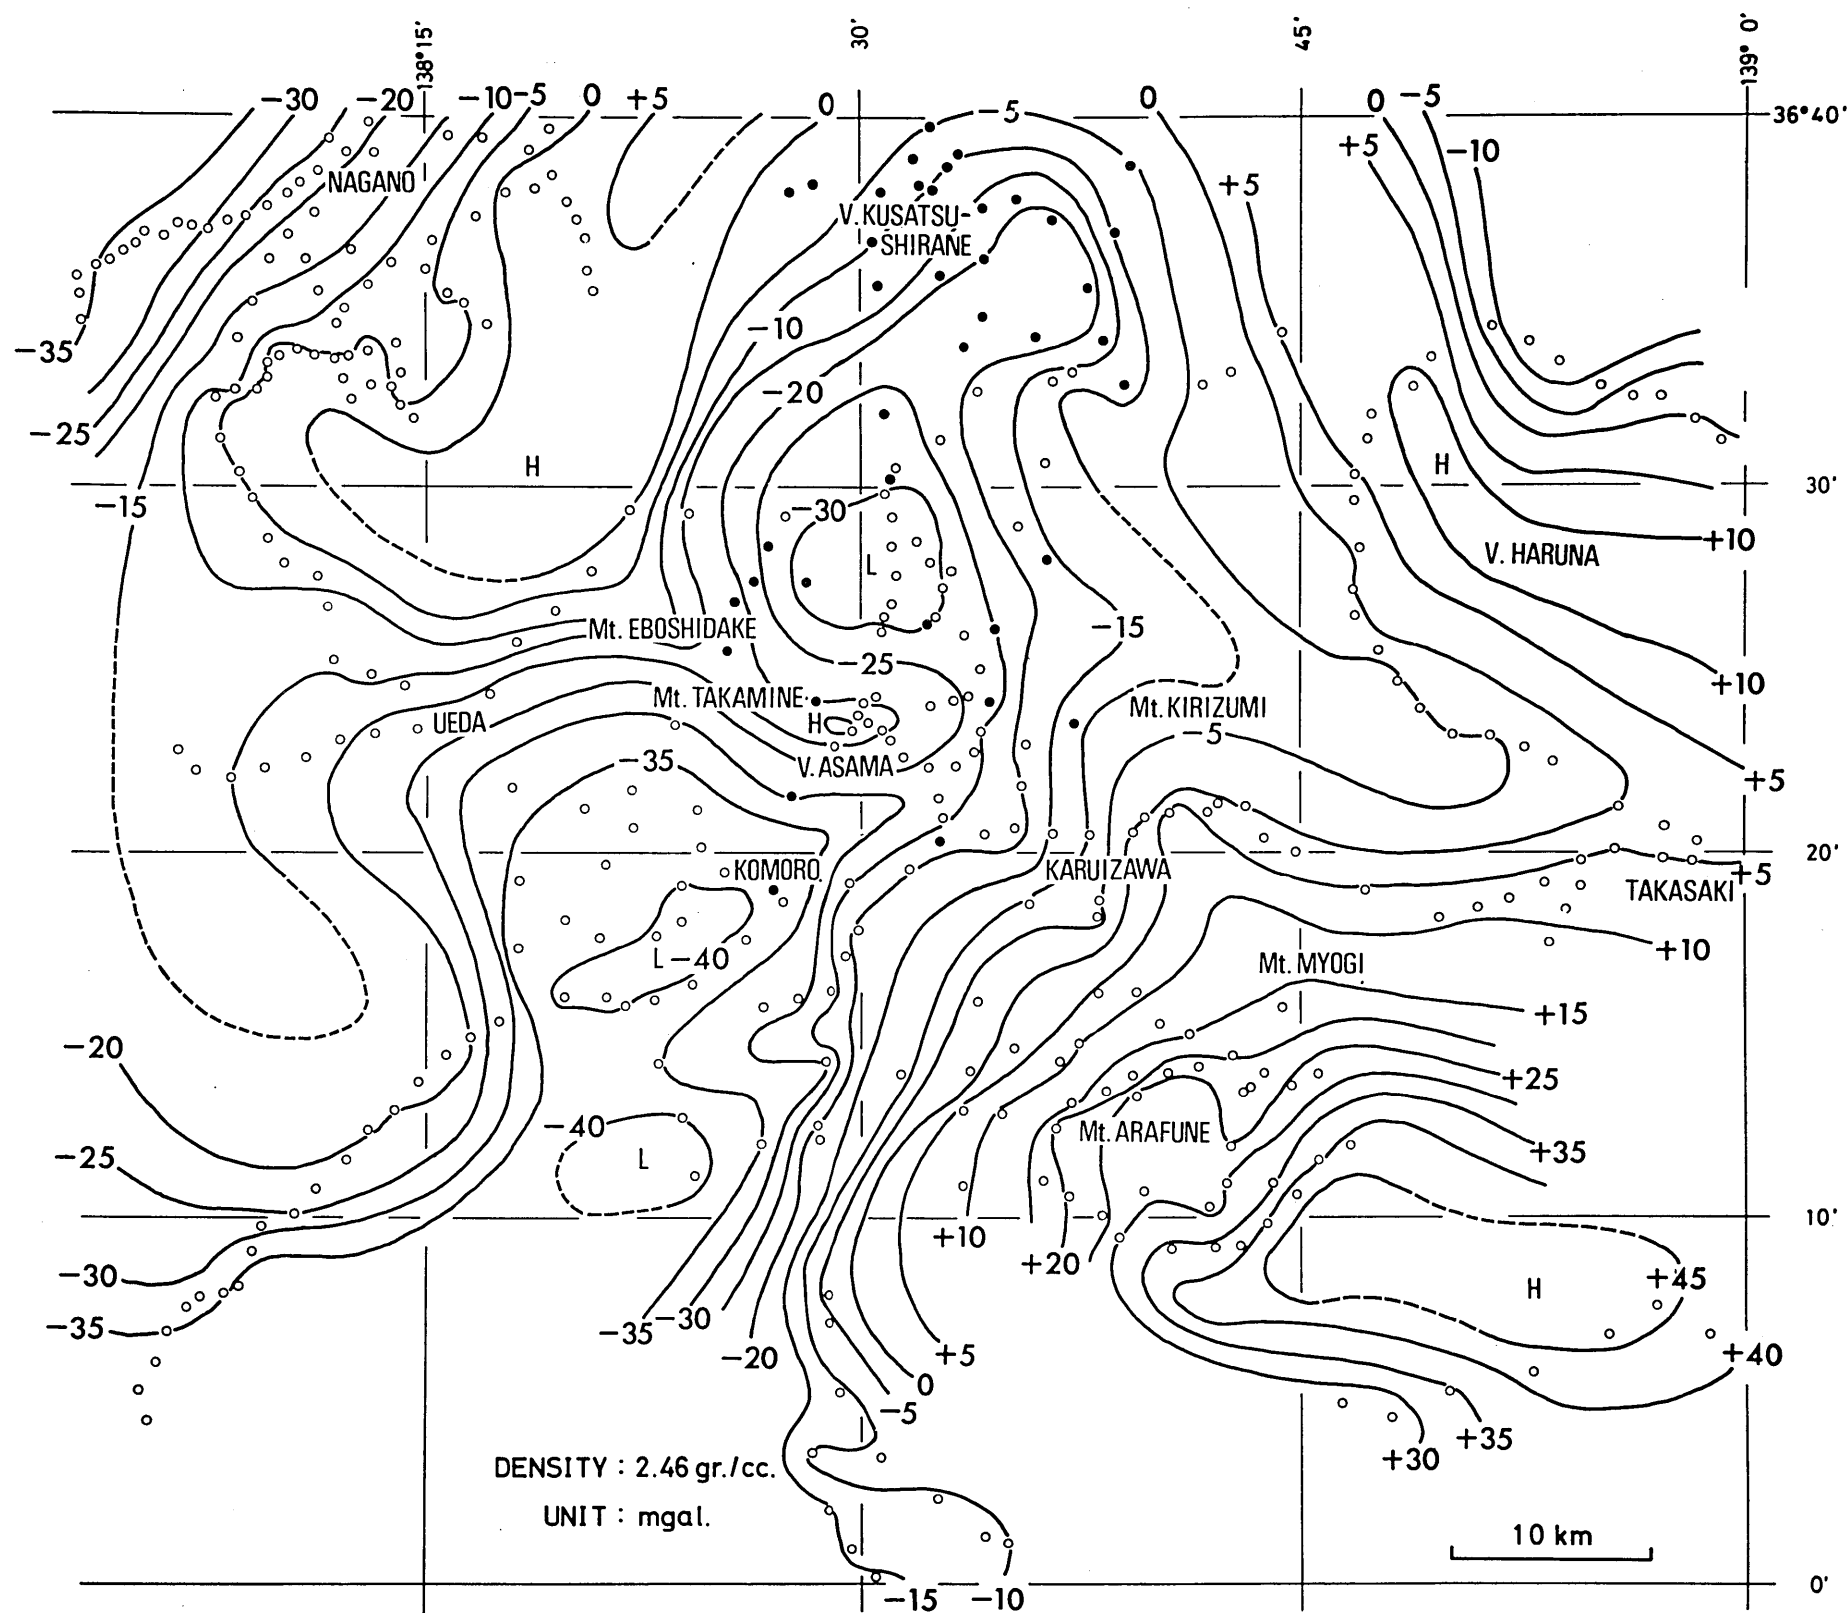 138°15'
30'
45'
139° 0'
-30
-20
-10
-5
0
+5
0
-5
0
0
-5
36°40'
+5
-10
NAGANO
+5
V. KUSATSU-
SHIRANE
-10
-35
-20
-25
H
H
30'
-15
-30
+10
V. HARUNA
L
Mt. EBOSHIDAKE
-15
-25
+10
Mt. TAKAMINE
Mt. KIRIZUMI
UEDA
H
-5
-35
V. ASAMA
+5
20'
KOMORO
KARUIZAWA
+5
TAKASAKI
+10
L -40
Mt. MYOGI
+15
-20
+25
-40
Mt. ARAFUNE
+35
-25
L
10'
+10
+20
-30
+45
H
-35
-35
-30
-20
+5
+40
0
-5
+35
+30
DENSITY : 2.46 gr./cc.
UNIT : mgal.
10 km
-15
-10
0'